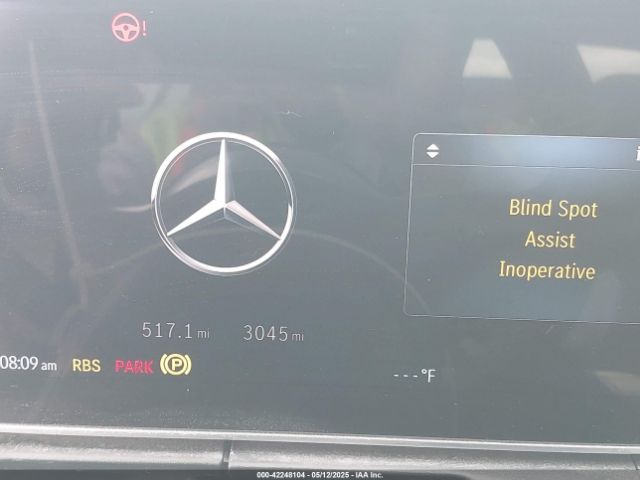 !
i
Blind Spot
Assist
Inoperative
517.1 mi 3045 mi
08:09 am RBS PARK (P)
---°F
000-42248104 - 05/12/2025 - IAA Inc.